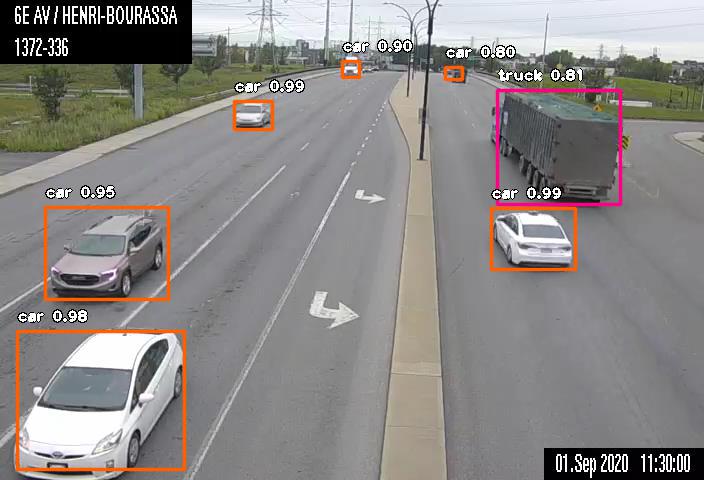 6E AV / HENRI-BOURASSA
1372-336
car 0.90
car 0.80
truck 0.81
car 0.99
car 0.95
car 0.99
car 0.98
01.Sep 2020 11:30:00